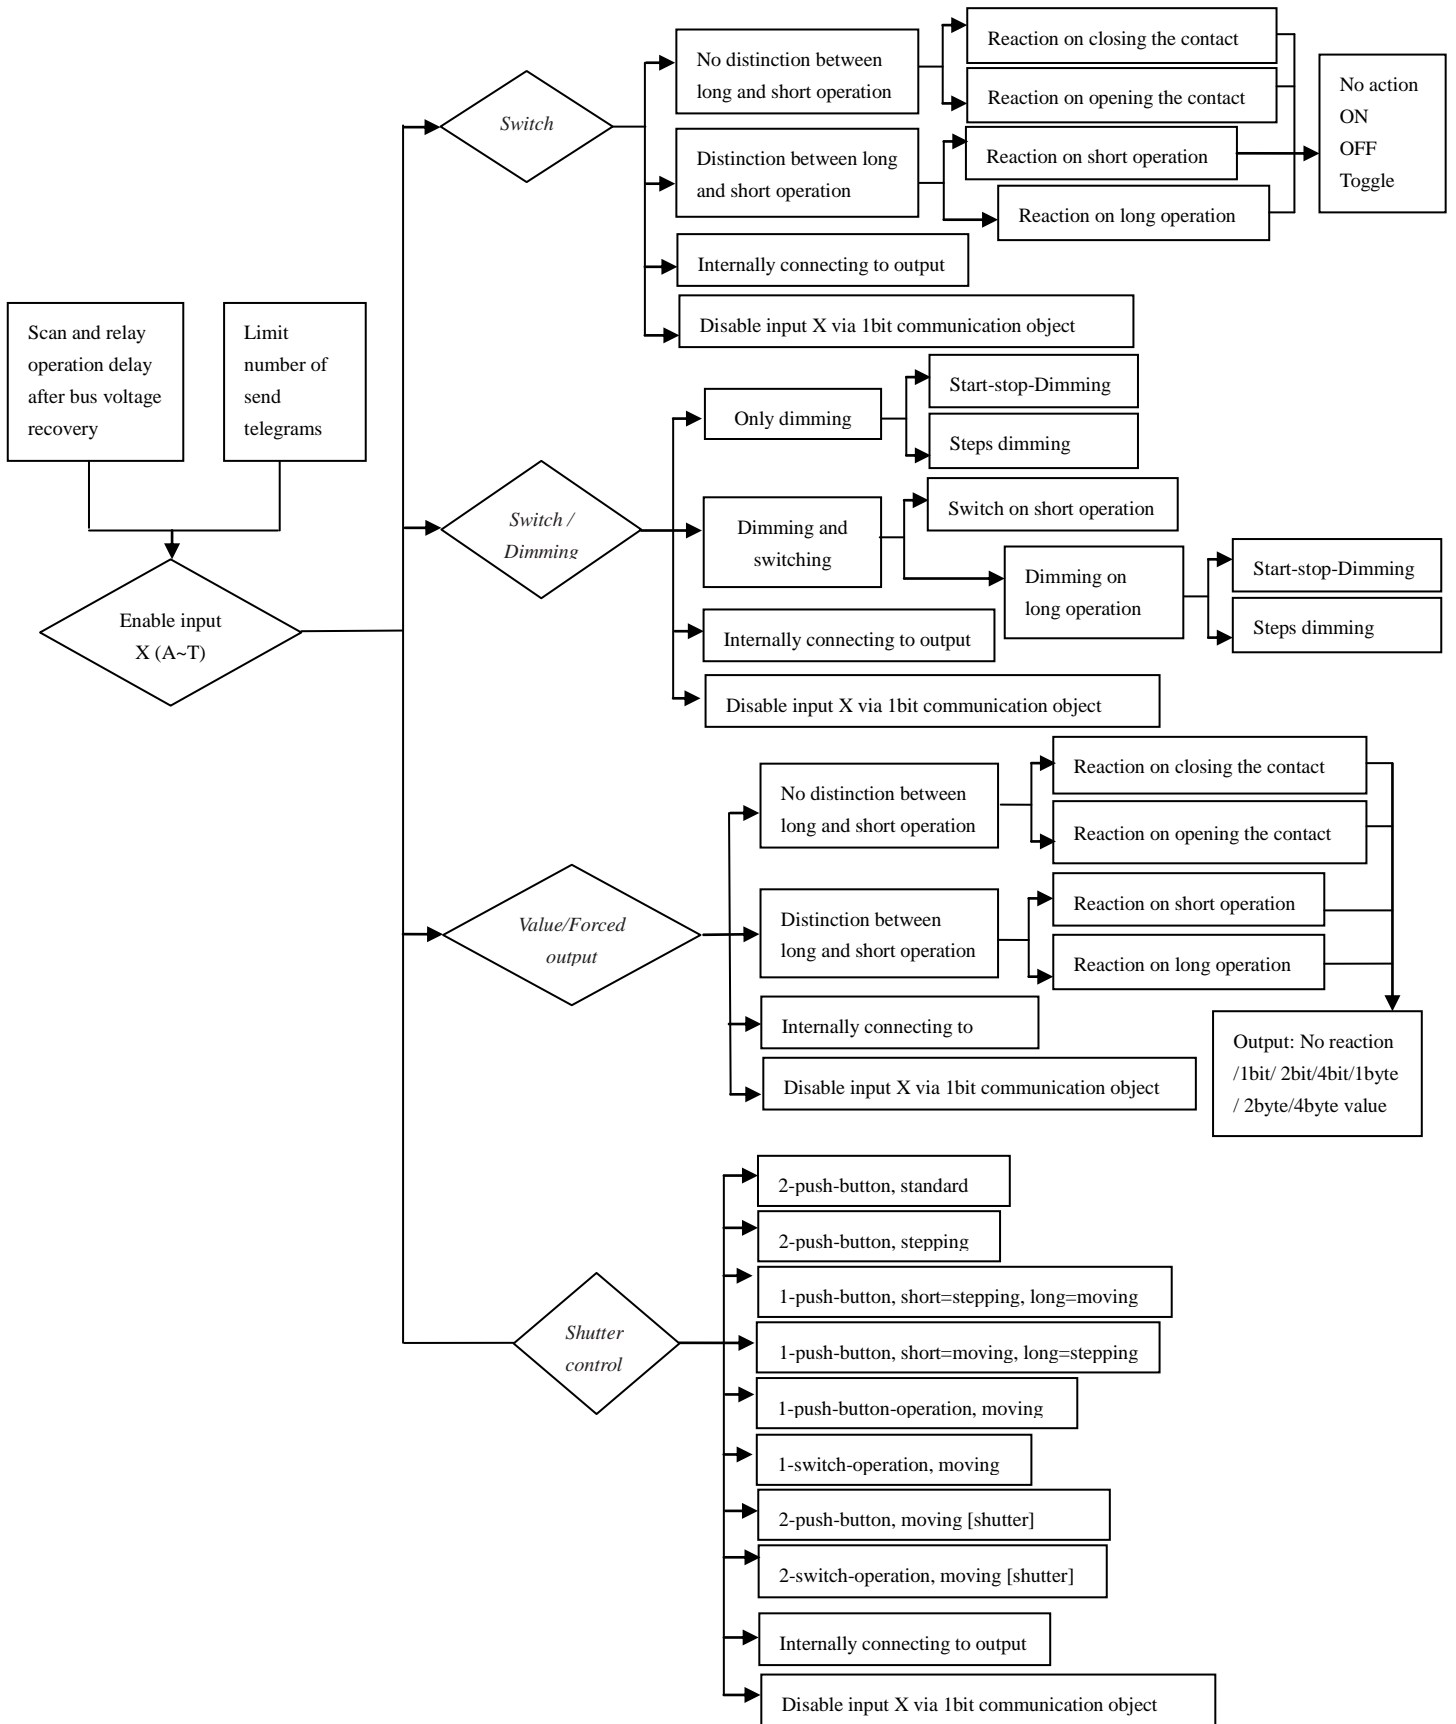 Reaction on closing the contact
No distinction between
long and short operation
Reaction on opening the contact
No action
ON
OFF
Toggle
Switch
Distinction between long
and short operation
Reaction on short operation
Reaction on long operation
Internally connecting to output
Disable input X via 1bit communication object
Scan and relay
operation delay
after bus voltage
recovery
Limit
number of
send
telegrams
Only dimming
Start-stop-Dimming
Steps dimming
Switch /
Dimming
Dimming and
switching
Switch on short operation
Dimming on
long operation
Start-stop-Dimming
Steps dimming
Enable input
X (A~T)
Internally connecting to output
Disable input X via 1bit communication object
No distinction between
long and short operation
Reaction on closing the contact
Reaction on opening the contact
Value/Forced
output
Distinction between
long and short operation
Reaction on short operation
Reaction on long operation
Internally connecting to
Disable input X via 1bit communication object
Output: No reaction
/1bit/ 2bit/4bit/1byte
/ 2byte/4byte value
2-push-button, standard
2-push-button, stepping
1-push-button, short=stepping, long=moving
Shutter
control
1-push-button, short=moving, long=stepping
1-push-button-operation, moving
1-switch-operation, moving
2-push-button, moving [shutter]
2-switch-operation, moving [shutter]
Internally connecting to output
Disable input X via 1bit communication object